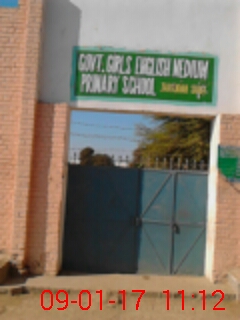 GOVT. GIRLS ENGLISH MEDIUM
PRIMARY SCHOOL
09-01-17 11:12